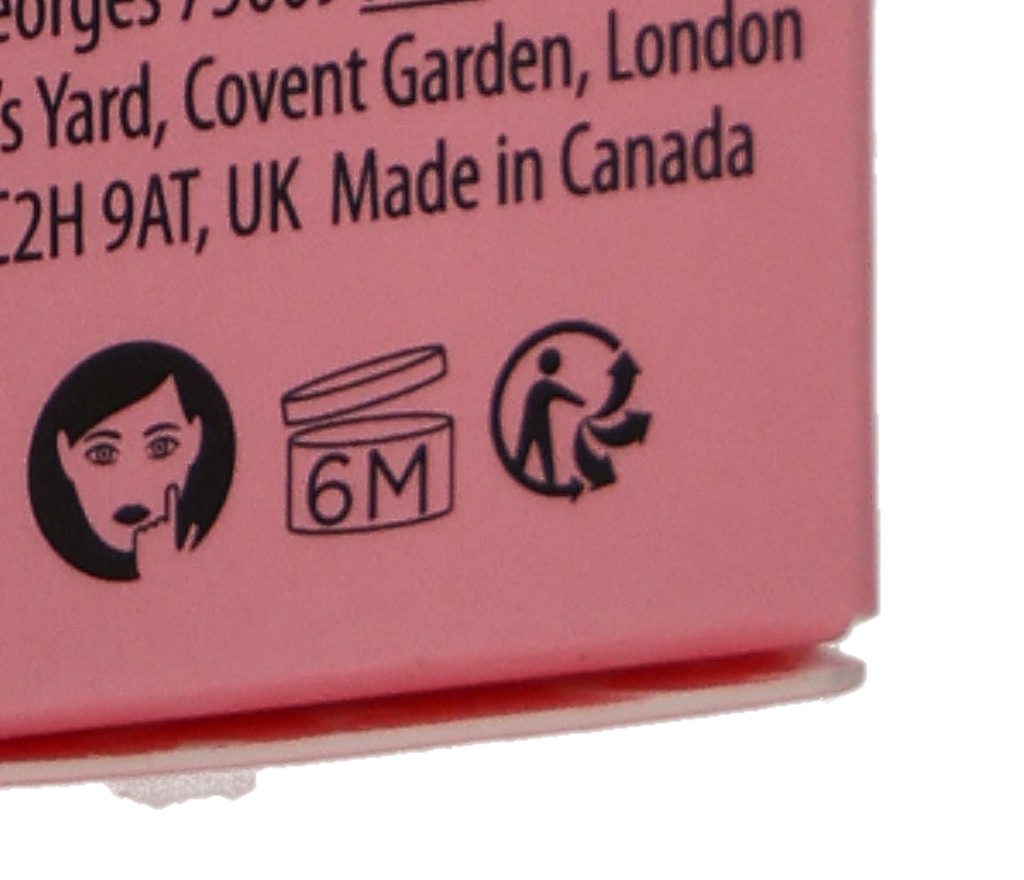 's Yard, Covent Garden, London
2H 9AT, UK Made in Canada
6M